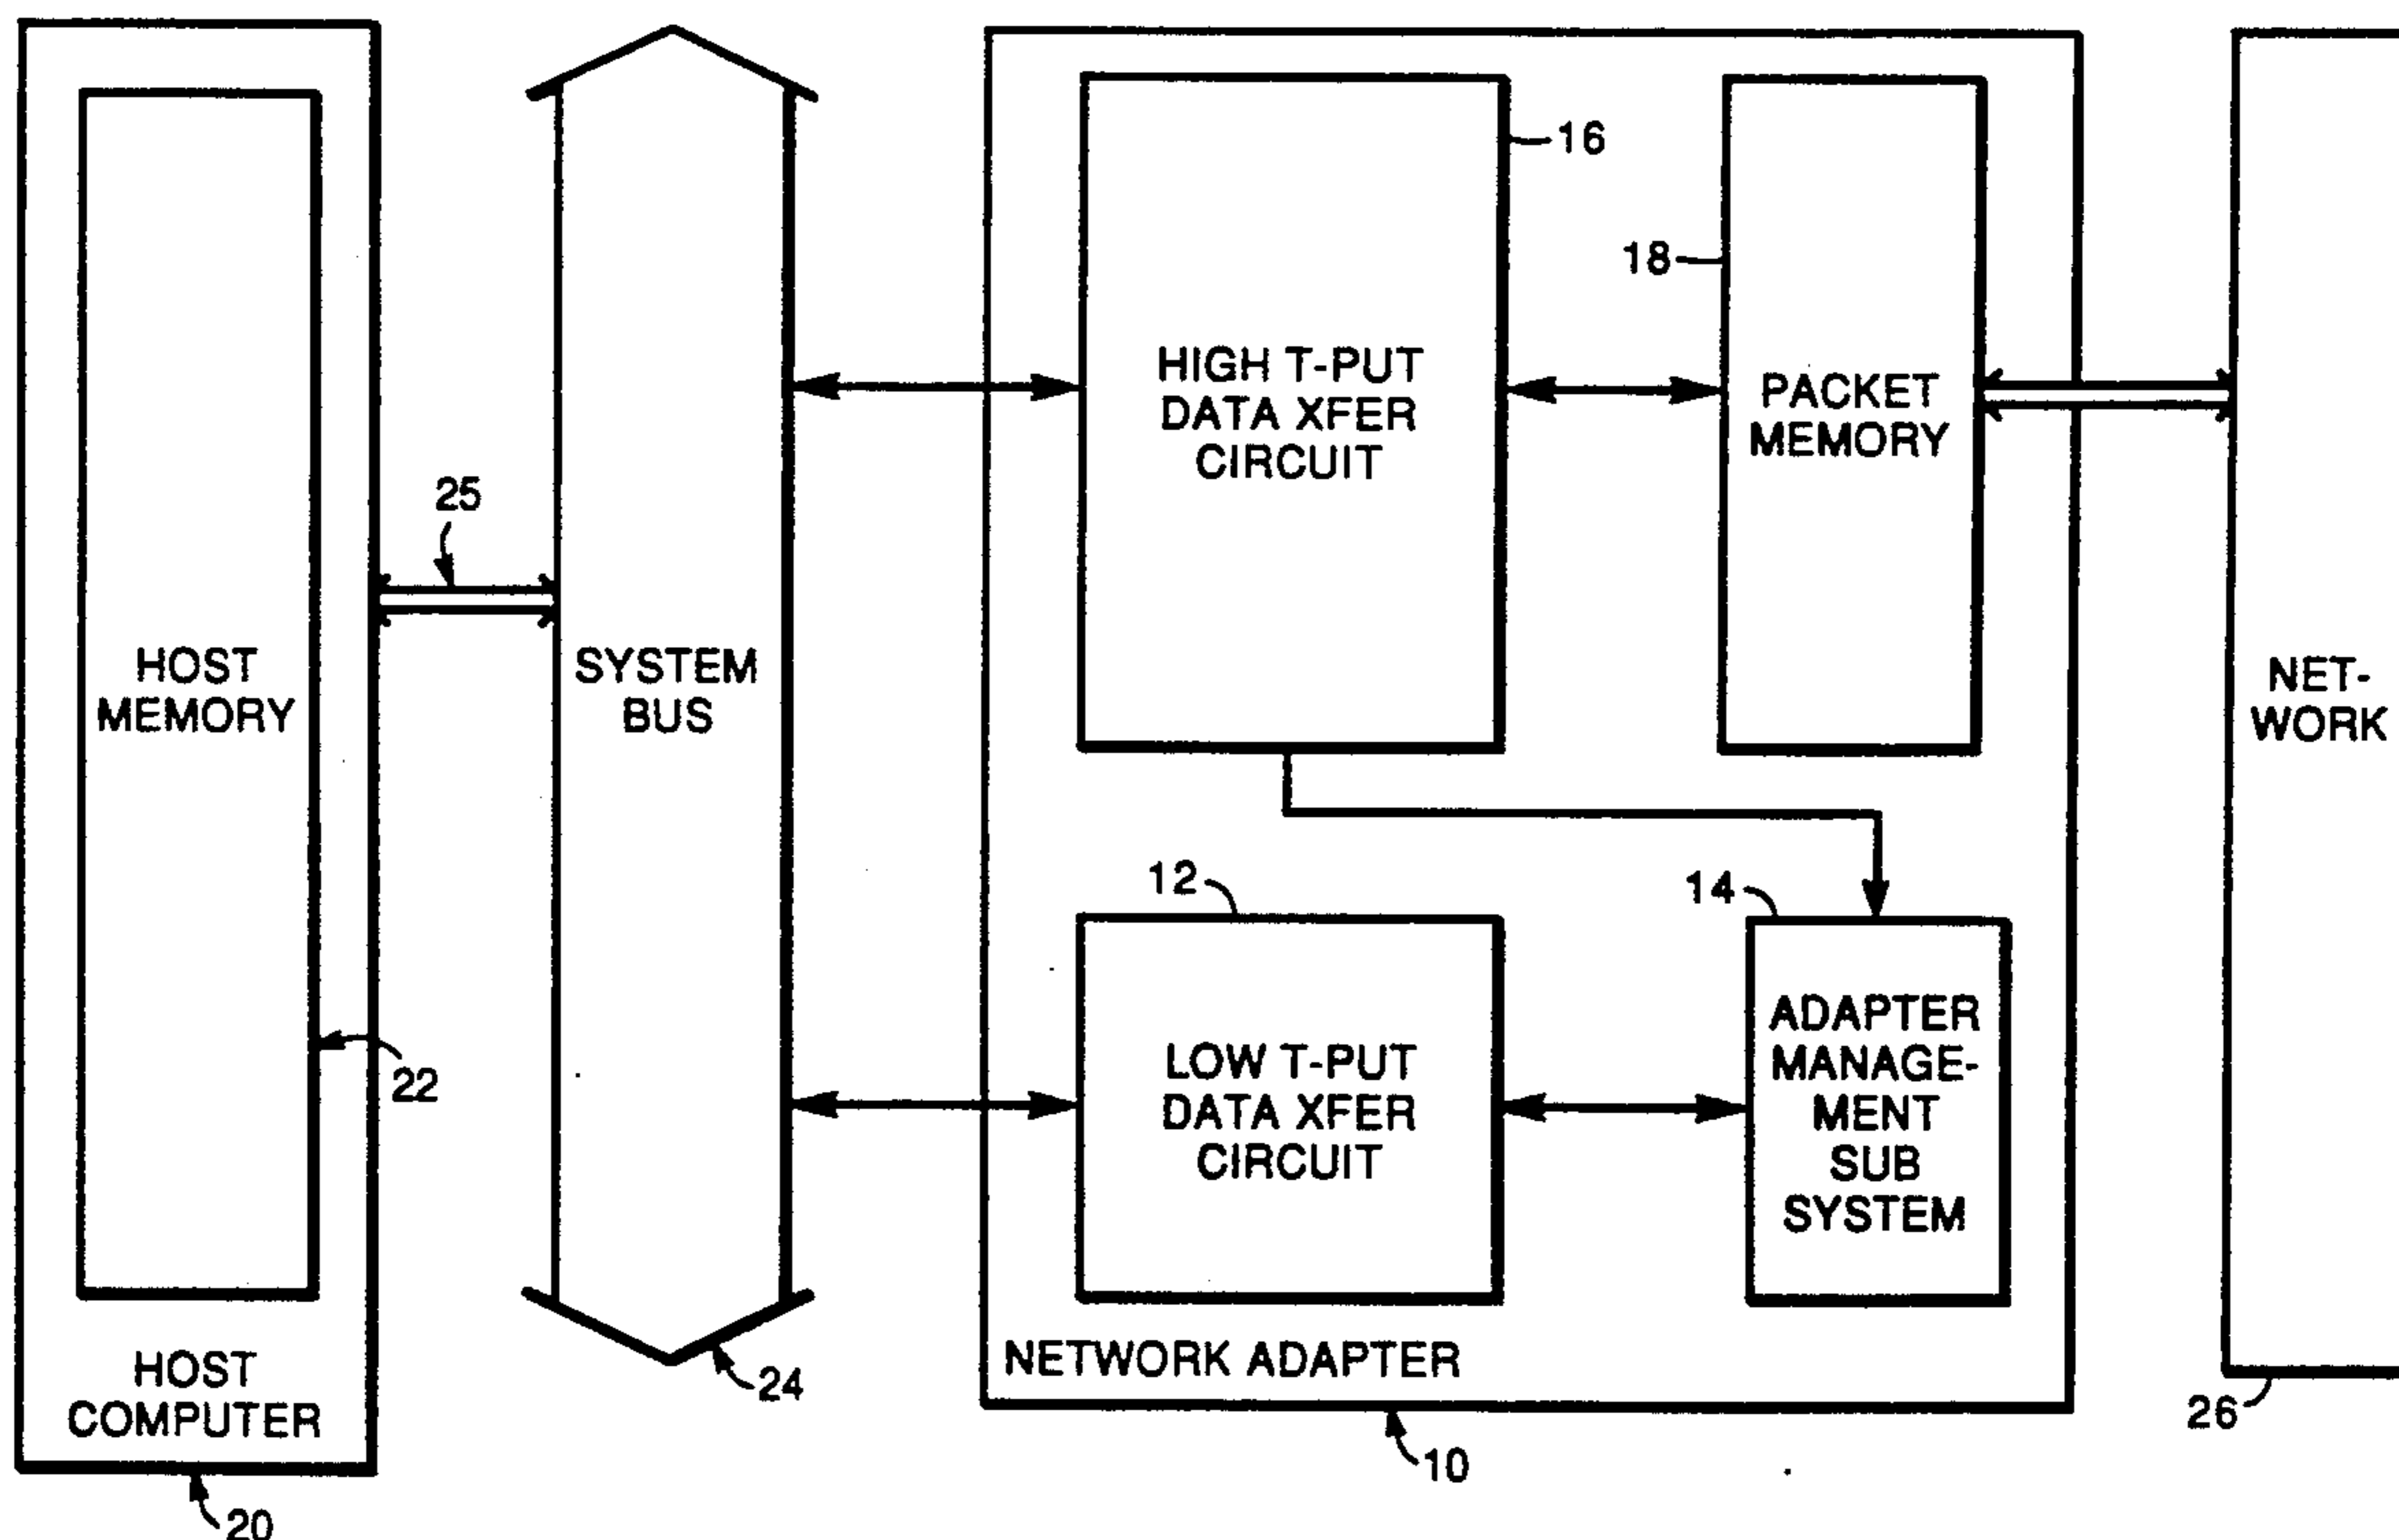 16
18
HIGH T-PUT
DATA XFER
CIRCUIT
PACKET
MEMORY
25
HOST
MEMORY
SYSTEM
BUS
NET-
WORK
12
14
22
LOW T-PUT
DATA XFER
CIRCUIT
ADAPTER
MANAGE-
MENT
SUB
SYSTEM
HOST
COMPUTER
24
NETWORK ADAPTER
26
10
20